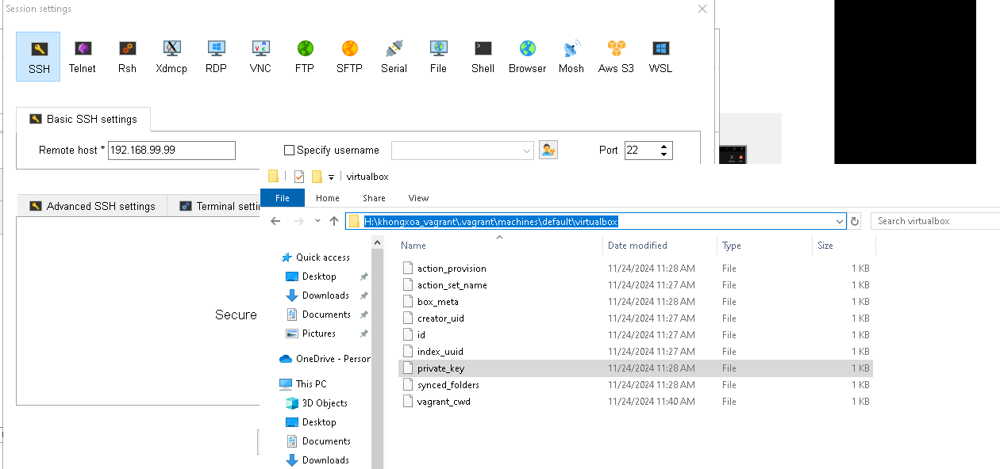 Session settings
SSH Telnet Rsh Xdmcp RDP VNC FTP SFTP Serial File Shell Browser Mosh Aws S3 WSL
Basic SSH settings
Remote host * 192.168.99.99 Specify username Port 22
virtualbox
File Home Share View
Advanced SSH settings Terminal setti
H:\khongxoa_vagrant\.vagrant\machines\default\virtualbox Search virtualbox
Name Date modified Type Size
Quick access
Desktop
Downloads
Documents
Pictures
OneDrive - Person
This PC
3D Objects
Desktop
Documents
Downloads
action_provision 11/24/2024 11:28 AM File 1 KB
action_set_name 11/24/2024 11:27 AM File 1 KB
box_meta 11/24/2024 11:28 AM File 1 KB
creator_uid 11/24/2024 11:27 AM File 1 KB
id 11/24/2024 11:27 AM File 1 KB
index_uuid 11/24/2024 11:27 AM File 1 KB
private_key 11/24/2024 11:28 AM File 1 KB
synced_folders 11/24/2024 11:28 AM File 1 KB
vagrant_cwd 11/24/2024 11:40 AM File 1 KB
Secure